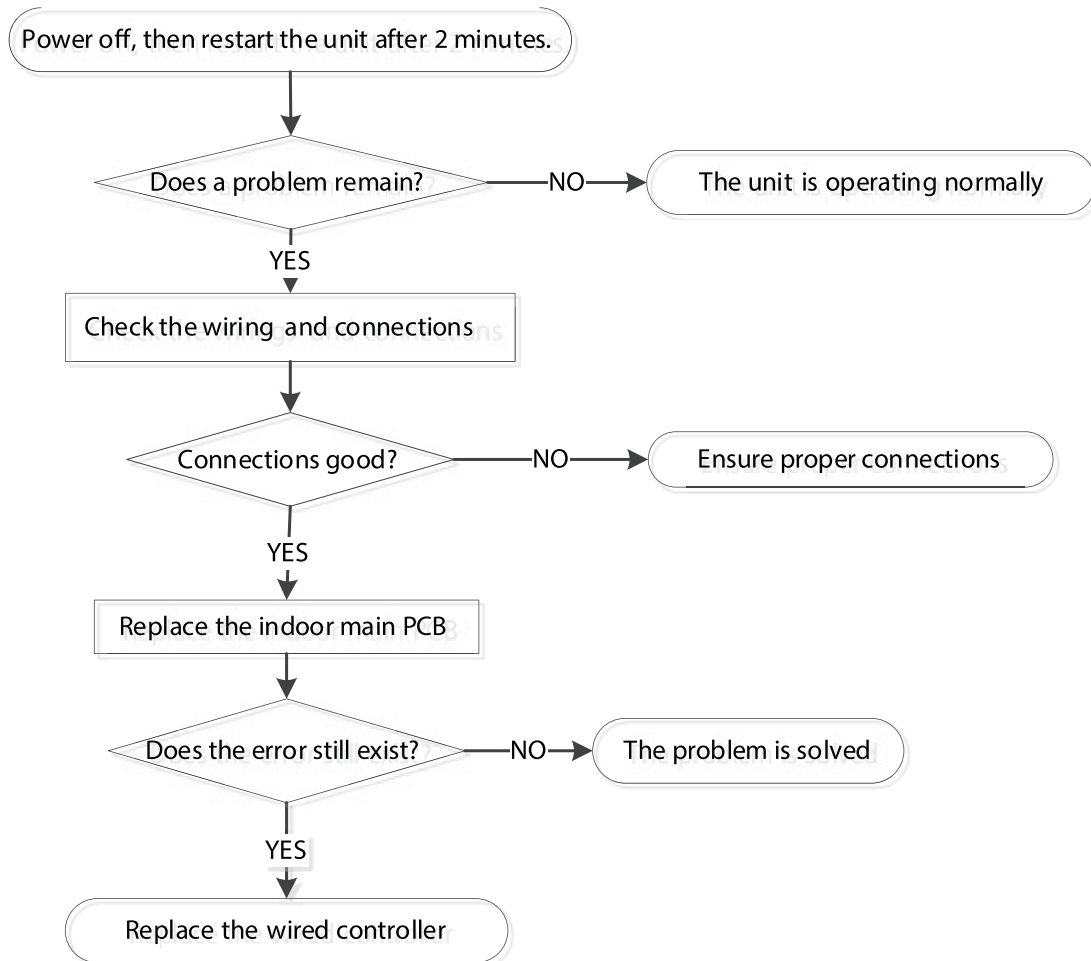 Power off, then restart the unit after 2 minutes.
Does a problem remain?
NO
The unit is operating normally
YES
Check the wiring and connections
Connections good?
NO
Ensure proper connections
YES
Replace the indoor main PCB
Does the error still exist?
NO
The problem is solved
YES
Replace the wired controller